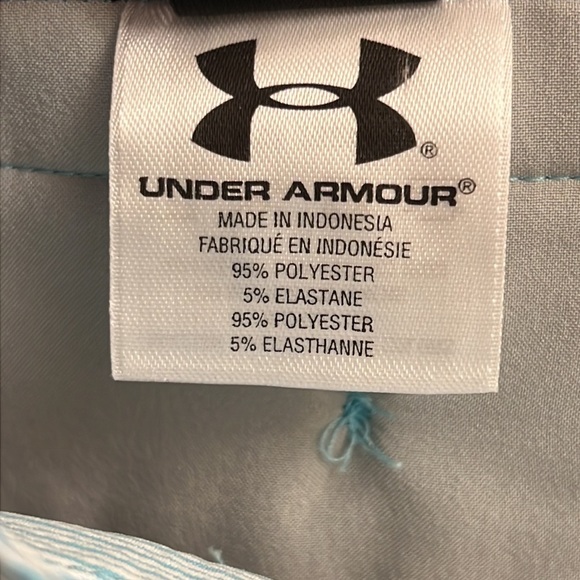 ®
UNDER ARMOUR®
MADE IN INDONESIA
FABRIQUÉ EN INDONÉSIE
95% POLYESTER
5% ELASTANE
95% POLYESTER
5% ELASTHANNE